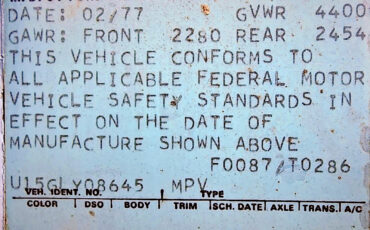 DATE: 02/77 GVWR 4400
GAWR: FRONT 2280 REAR 2454
THIS VEHICLE CONFORMS TO
ALL APPLICABLE FEDERAL MOTOR
VEHICLE SAFETY STANDARDS IN
EFFECT ON THE DATE OF
MANUFACTURE SHOWN ABOVE
F0087/T0286
U15GLY08645 MPV
VEH. IDENT. NO. TYPE
COLOR DSO BODY TRIM SCH. DATE AXLE TRANS. A/C